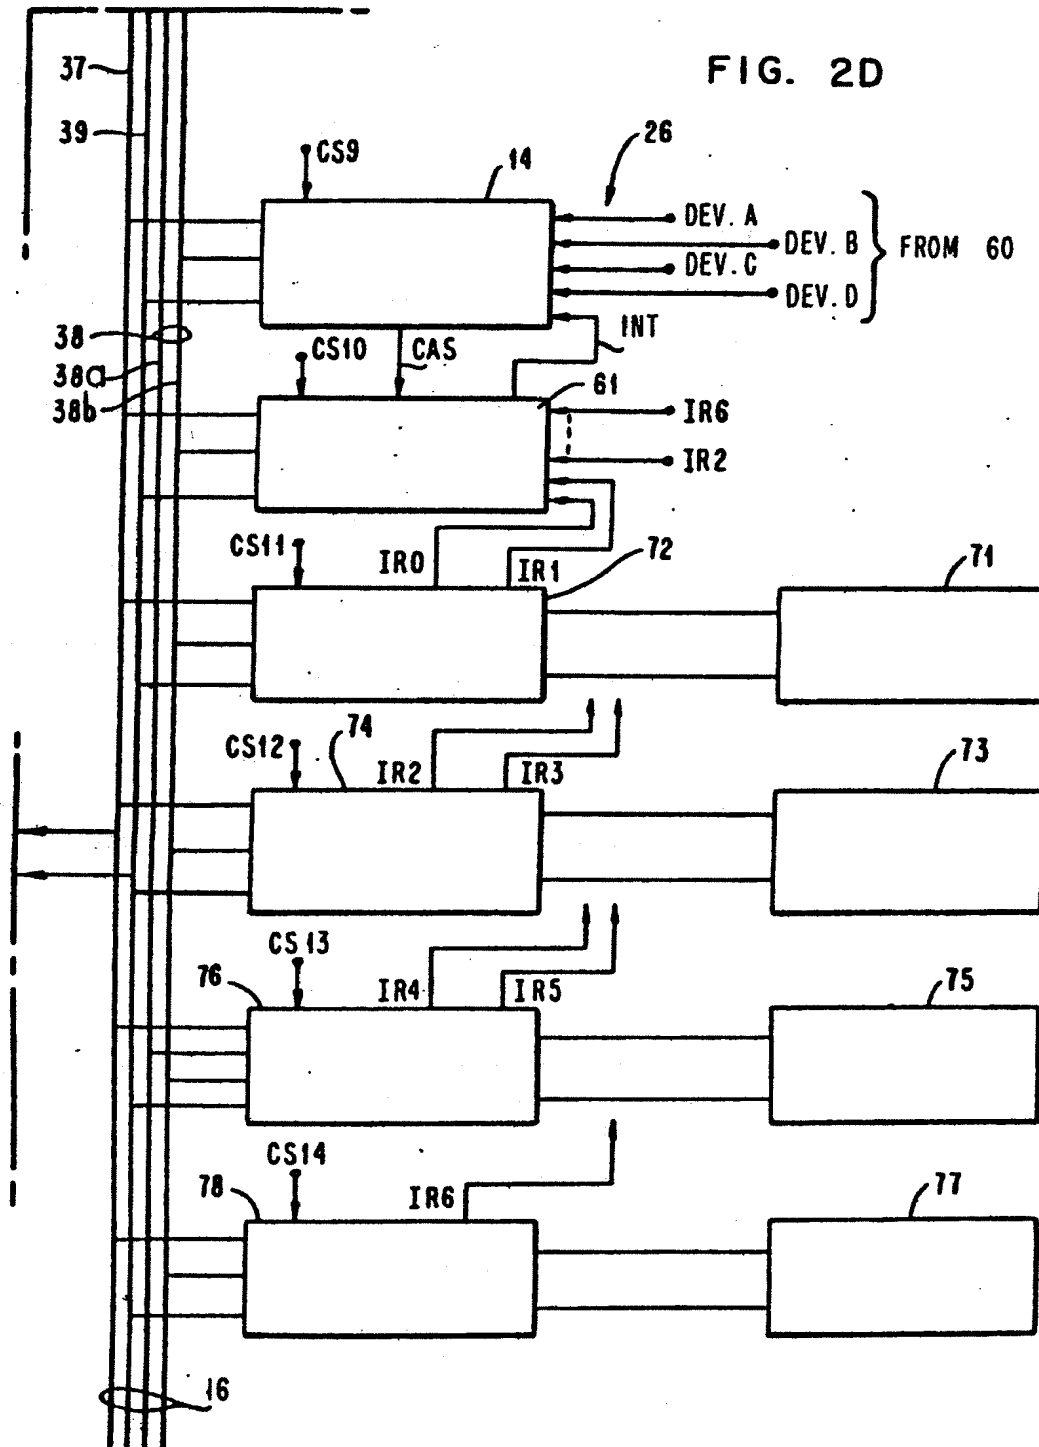 FIG. 2D
37
39
CS9
14
26
DEV. A
DEV. B
DEV. C
DEV. D
FROM 60
38
38a
38b
CS10
CAS
INT
61
IR6
IR2
CS11
IR0
IR1
72
71
CS12
74
IR2
IR3
73
CS13
76
IR4
IR5
75
CS14
78
IR6
77
16